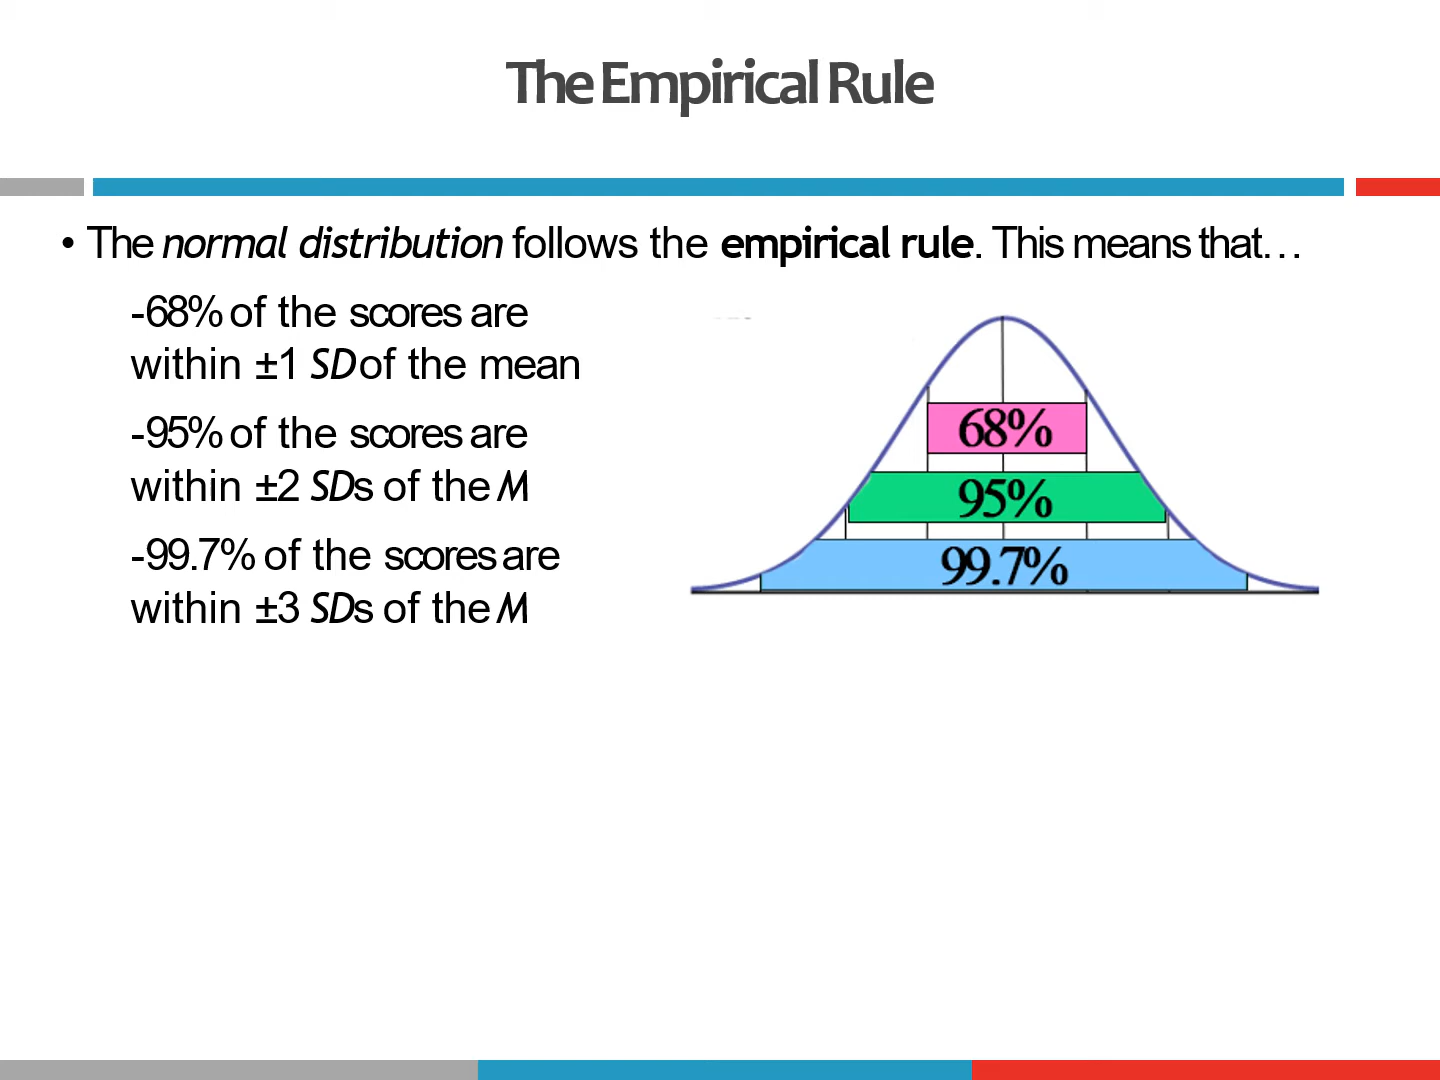 The Empirical Rule
• The normal distribution follows the empirical rule. This means that…
-68% of the scores are
within ±1 SD of the mean
-95% of the scores are
within ±2 SDs of the M
-99.7% of the scores are
within ±3 SDs of the M
68%
95%
99.7%